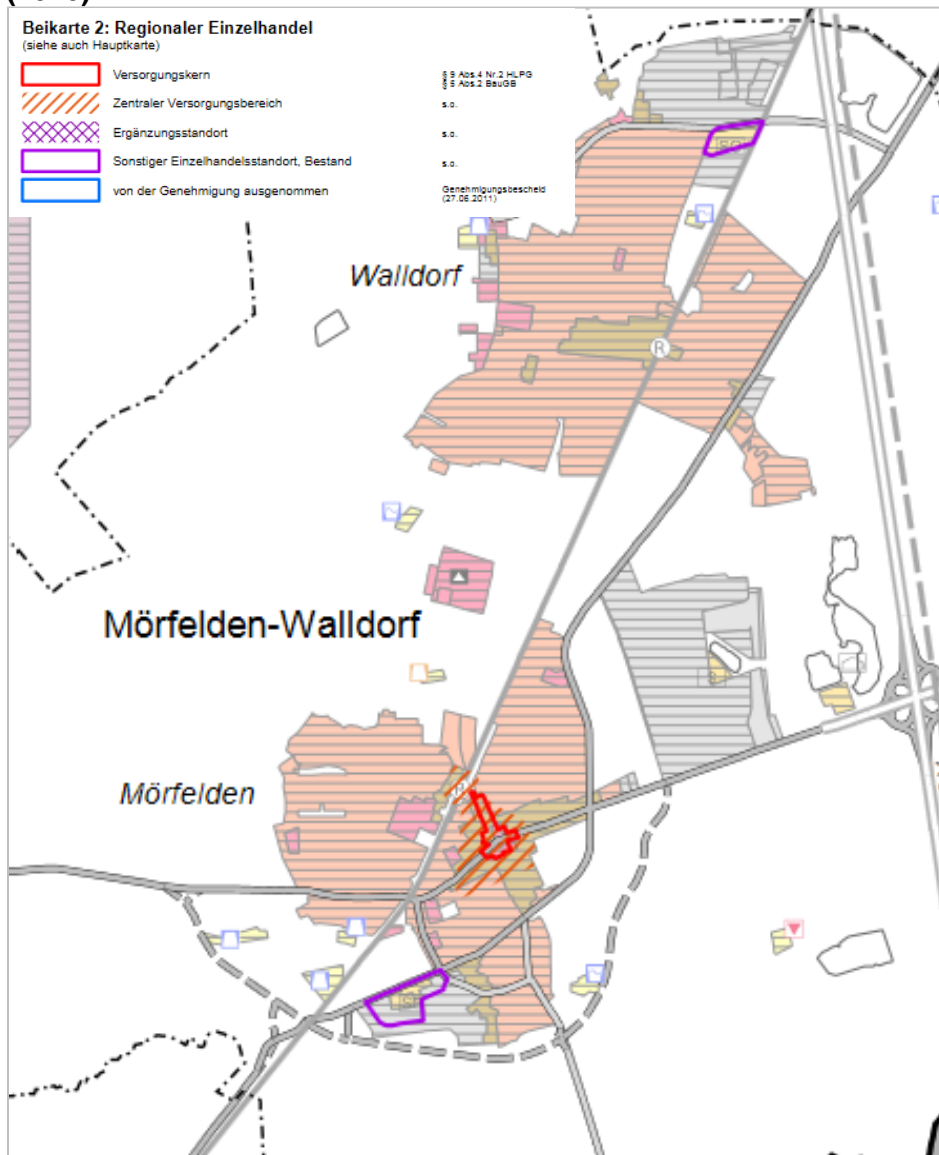 Beikarte 2: Regionaler Einzelhandel
(siehe auch Hauptkarte)
Versorgungskern § 9 Abs.4 Nr.2 HLPG
§ 5 Abs.2 BauGB
Zentraler Versorgungsbereich s.o.
Ergänzungsstandort s.o.
Sonstiger Einzelhandelsstandort, Bestand s.o.
von der Genehmigung ausgenommen Genehmigungsbescheid
(27.06.2011)
Walldorf
R
Mörfelden-Walldorf
Mörfelden
R